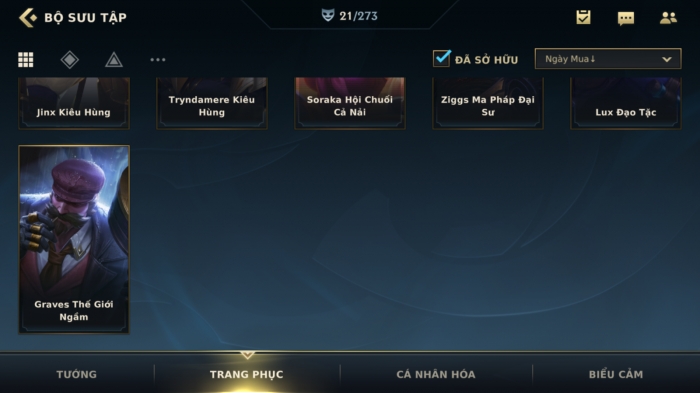 BỘ SƯU TẬP
21/273
ĐÃ SỞ HỮU
Ngày Mua↓
Jinx Kiêu Hùng
Tryndamere Kiêu
Hùng
Soraka Hội Chuối
Cả Nải
Ziggs Ma Pháp Đại
Sư
Lux Đạo Tặc
Graves Thế Giới
Ngầm
TƯỚNG
TRANG PHỤC
CÁ NHÂN HÓA
BIỂU CẢM